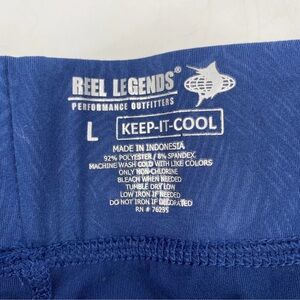 REEL LEGENDS®
PERFORMANCE OUTFITTERS
L KEEP-IT-COOL
MADE IN INDONESIA
92% POLYESTER / 8% SPANDEX
MACHINE WASH COLD WITH LIKE COLORS
ONLY NON-CHLORINE
BLEACH WHEN NEEDED
TUMBLE DRY LOW
LOW IRON IF NEEDED
DO NOT IRON IF DECORATED
RN # 76235